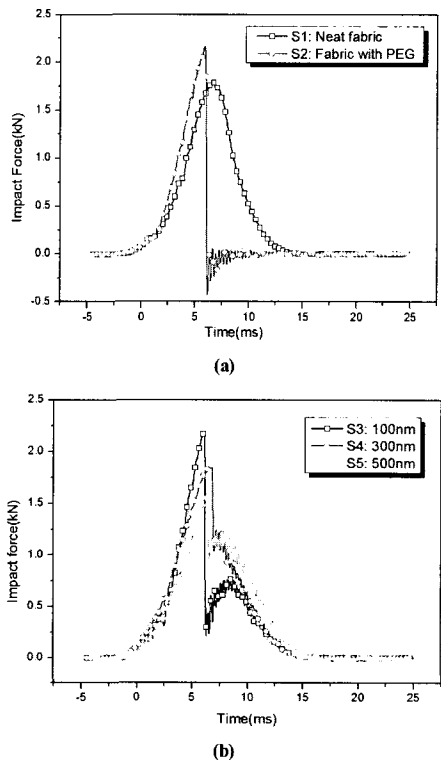 2.5
2.0
1.5
1.0
0.5
0.0
-0.5
Impact Force(kN)
S1: Neat fabric
S2: Fabric with PEG
-5 0 5 10 15 20 25
Time(ms)
(a)
2.5
2.0
1.5
1.0
0.5
0.0
Impact force(kN)
S3: 100nm
S4: 300nm
S5: 500nm
-5 0 5 10 15 20 25
Time(ms)
(b)